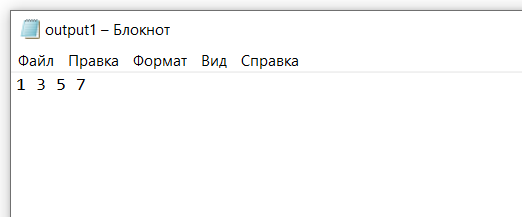 output1 – Блокнот
Файл Правка Формат Вид Справка
1 3 5 7